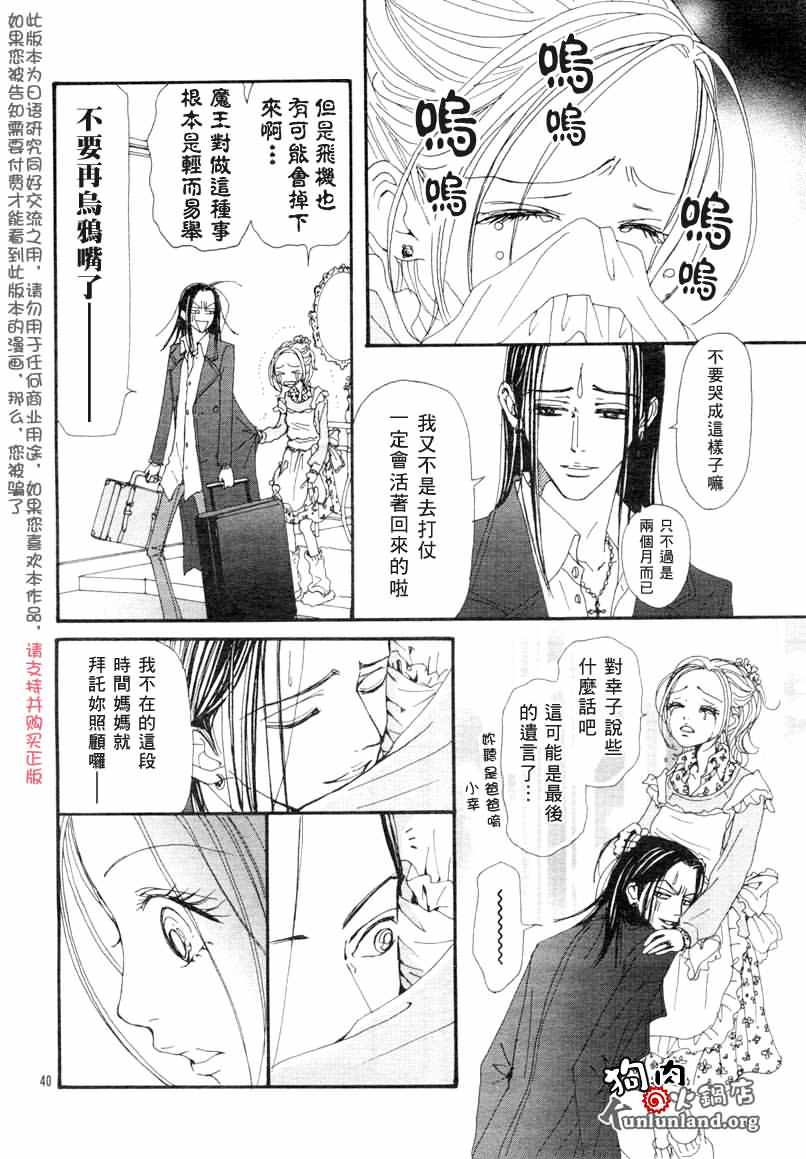 嗚
嗚
嗚
嗚
嗚
嗚
不要哭成這樣子嘛
只不過是
兩個月而已
我又不是去打仗
一定會活著回來的啦
但是飛機也
有可能會掉下
來啊…
魔王對做這種事
根本是輕而易舉
不要再烏鴉嘴了——
對幸子說些
什麼話吧
這可能是最後
的遺言了…
妳聽是爸爸唷
小幸
我不在的這段
時間媽媽就
拜託妳照顧囉—
40
狗肉
火鍋店
Kunlunland.org
此版本为日语研究同好交流之用，请勿用于任何商业用途，如果您喜欢本作品，请支持并购买正版
如果您被告知需要付费才能看到此版本的漫画，那么，您被骗了